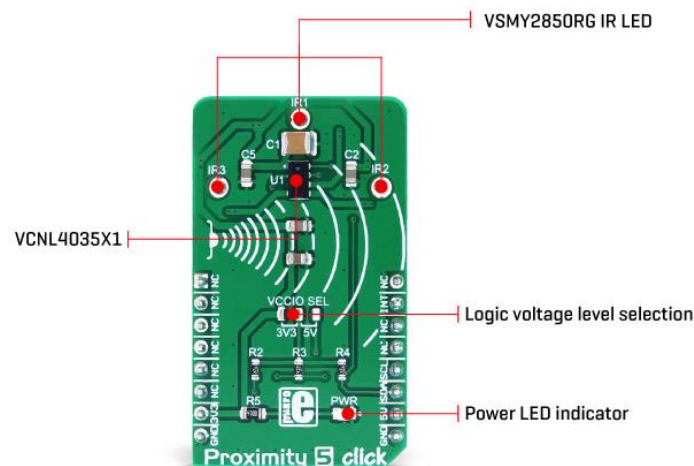 VSMY2850RG IR LED
IR1
C1
C5
C2
IR3
U1
IR2
VCNL4035X1
VCCIO SEL
3V3 5V
Logic voltage level selection
NC
NC
NC
NC
NC
NC
3V3
GND
NC
INT
NC
NC
SCL
SDA
5V
GND
R2 R3 R4
R5
PWR
mikro
e
Power LED indicator
Proximity 5 click